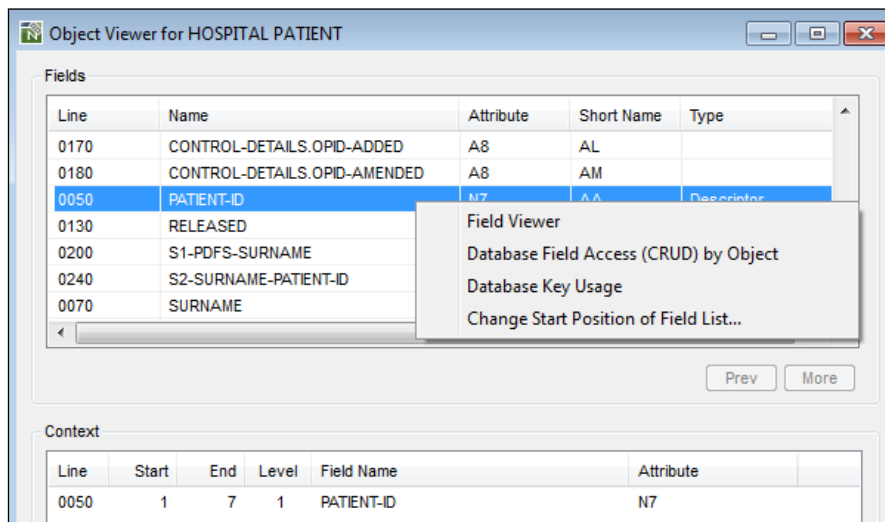 Object Viewer for HOSPITAL PATIENT
Fields
Line Name Attribute Short Name Type
0170 CONTROL-DETAILS.OPID-ADDED A8 AL
0180 CONTROL-DETAILS.OPID-AMENDED A8 AM
0050 PATIENT-ID N7 AA Descriptor
0130 RELEASED
0200 S1-PDFS-SURNAME
0240 S2-SURNAME-PATIENT-ID
0070 SURNAME
Field Viewer
Database Field Access (CRUD) by Object
Database Key Usage
Change Start Position of Field List...
Prev More
Context
Line Start End Level Field Name Attribute
0050 1 7 1 PATIENT-ID N7